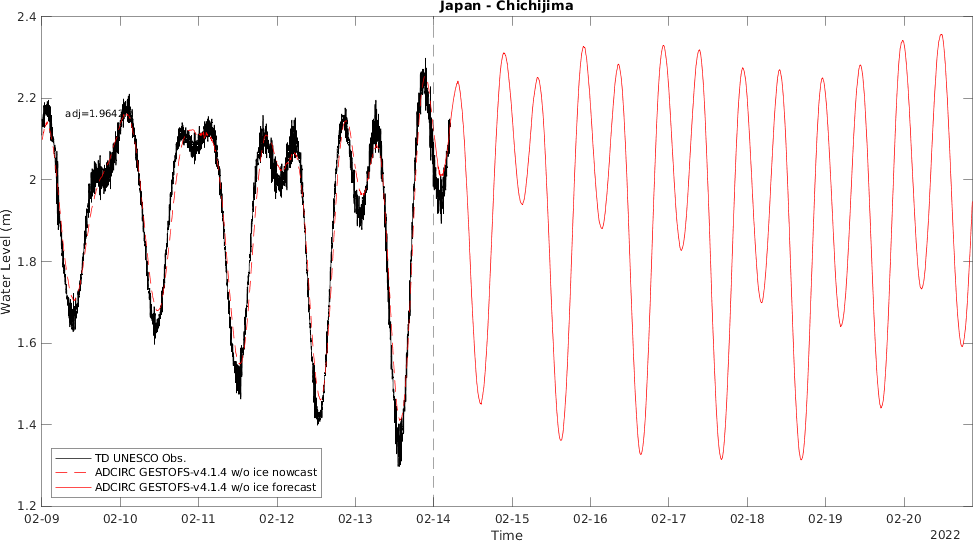 Japan - Chichijima
2.4
2.2
2
1.8
1.6
1.4
1.2
Water Level (m)
adj=1.9642
TD UNESCO Obs.
ADCIRC GESTOFS-v4.1.4 w/o ice nowcast
ADCIRC GESTOFS-v4.1.4 w/o ice forecast
02-09 02-10 02-11 02-12 02-13 02-14 02-15 02-16 02-17 02-18 02-19 02-20
Time
2022